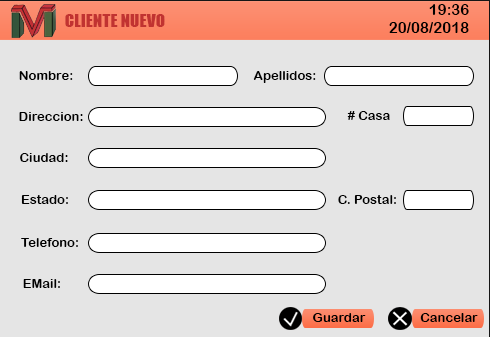 CLIENTE NUEVO
19:36
20/08/2018
Nombre: Apellidos:
Direccion: # Casa
Ciudad:
Estado: C. Postal:
Telefono:
EMail:
Guardar Cancelar